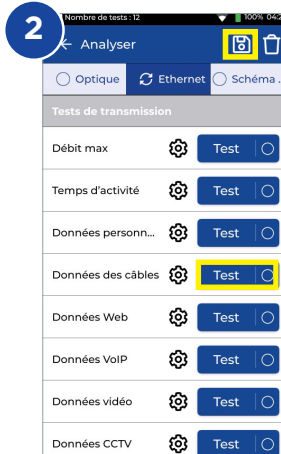 2
Nombre de tests : 12 100% 04:2
Analyser
Optique Ethernet Schéma .
Tests de transmission
Débit max Test
Temps d'activité Test
Données personn... Test
Données des câbles Test
Données Web Test
Données VoIP Test
Données vidéo Test
Données CCTV Test